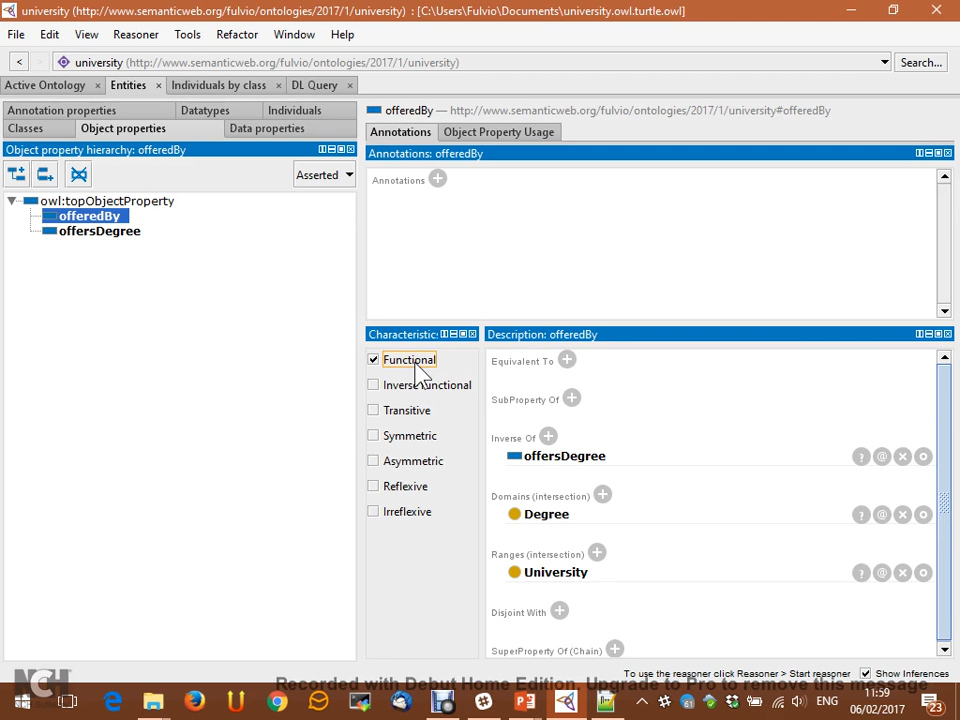 university (http://www.semanticweb.org/fulvio/ontologies/2017/1/university) : [C:\Users\Fulvio\Documents\university.owl.turtle.owl]
File Edit View Reasoner Tools Refactor Window Help
< > university (http://www.semanticweb.org/fulvio/ontologies/2017/1/university) Search...
Active Ontology × Entities × Individuals by class × DL Query ×
Annotation properties Datatypes Individuals
Classes Object properties Data properties
Object property hierarchy: offeredBy
Asserted
owl:topObjectProperty
offeredBy
offersDegree
offeredBy — http://www.semanticweb.org/fulvio/ontologies/2017/1/university#offeredBy
Annotations Object Property Usage
Annotations: offeredBy
Annotations
Characteristic:
Functional
Inverse functional
Transitive
Symmetric
Asymmetric
Reflexive
Irreflexive
Description: offeredBy
Equivalent To
SubProperty Of
Inverse Of
offersDegree
Domains (intersection)
Degree
Ranges (intersection)
University
Disjoint With
SuperProperty Of (Chain)
To use the reasoner click Reasoner > Start reasoner Show Inferences
NCH
Recorded with Debut Home Edition. Upgrade to Pro to remove this message
61 ENG
11:59
06/02/2017
23